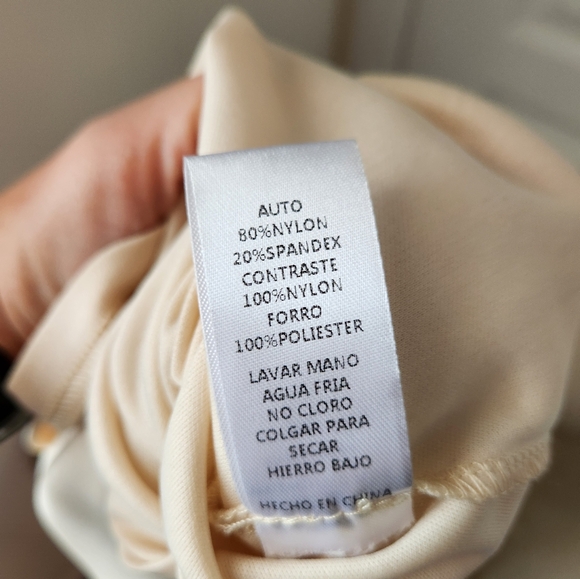 AUTO
80%NYLON
20%SPANDEX
CONTRASTE
100%NYLON
FORRO
100%POLIESTER
LAVAR MANO
AGUA FRIA
NO CLORO
COLGAR PARA
SECAR
HIERRO BAJO
HECHO EN CHINA